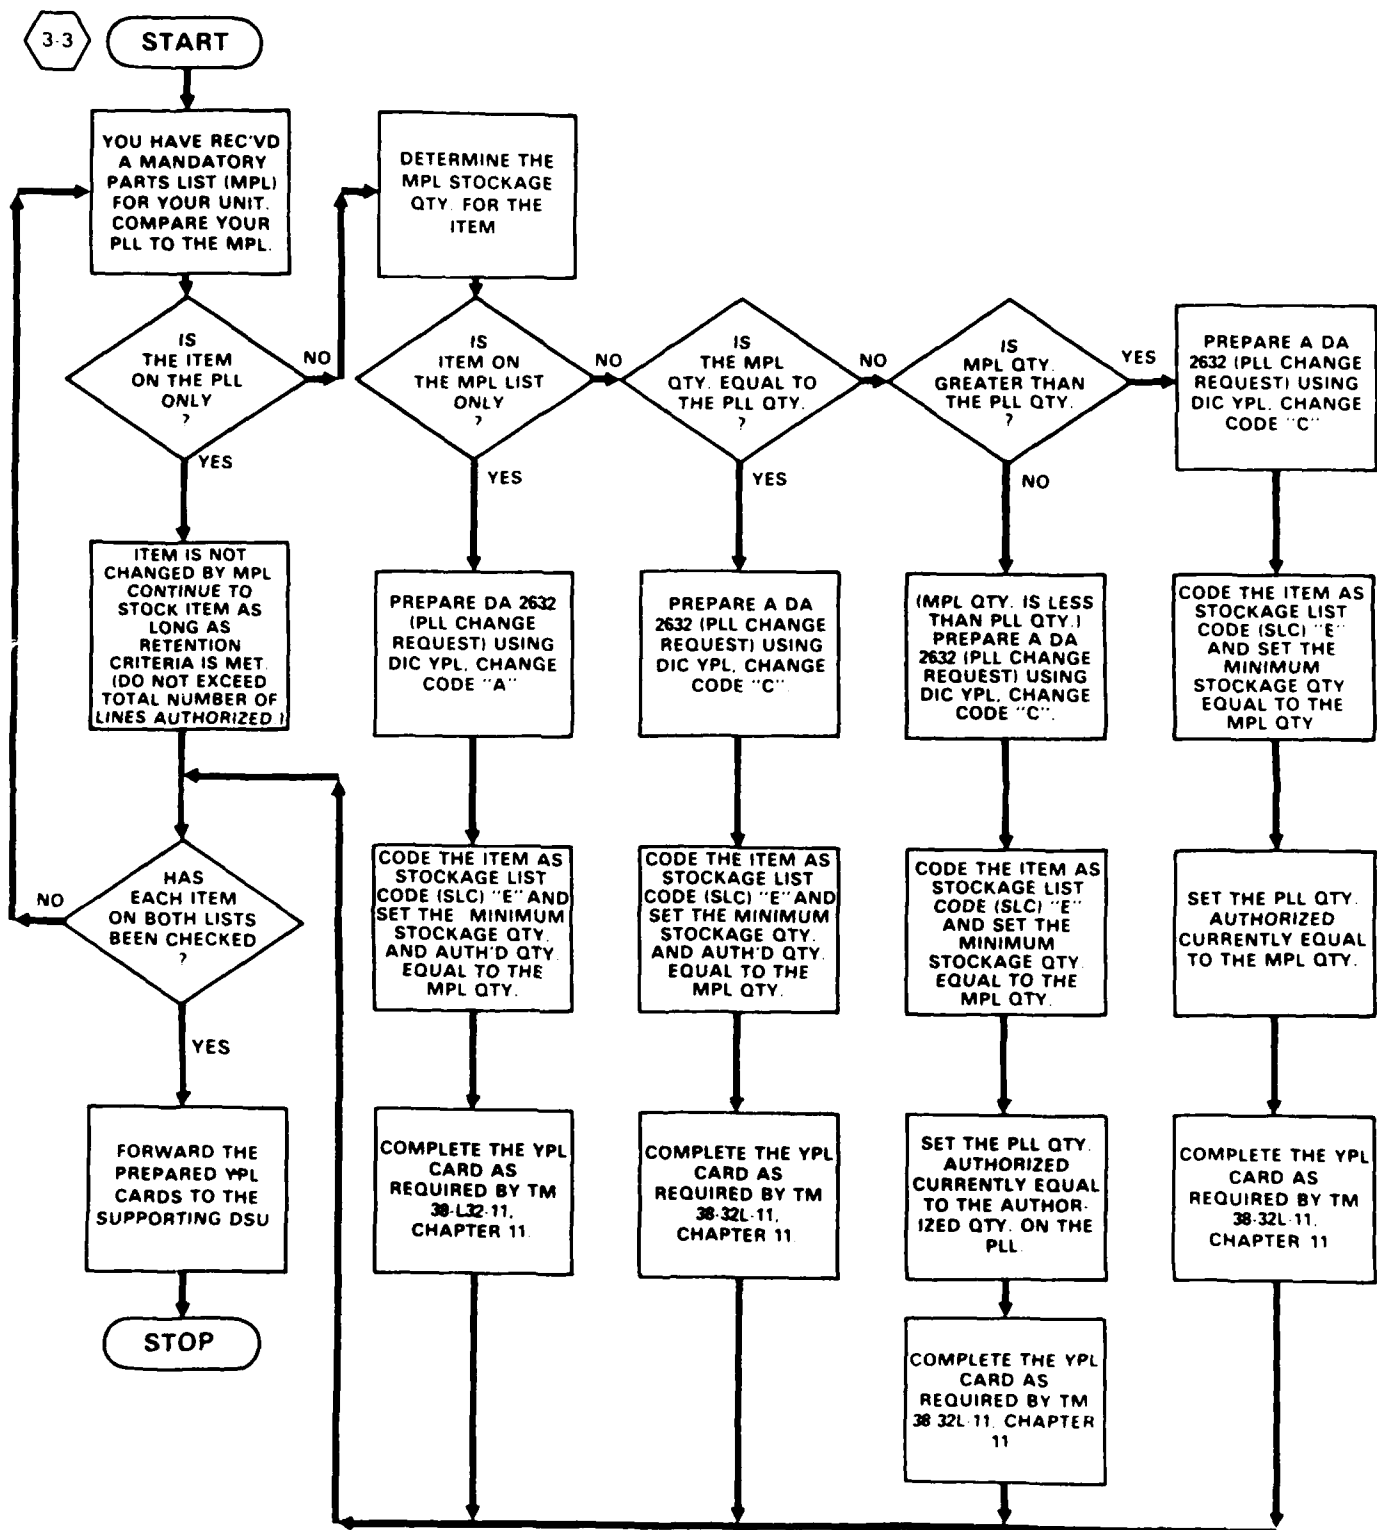 3-3
START
YOU HAVE REC'VD
A MANDATORY
PARTS LIST (MPL)
FOR YOUR UNIT.
COMPARE YOUR
PLL TO THE MPL.
IS
THE ITEM
ON THE PLL
ONLY
?
NO
YES
ITEM IS NOT
CHANGED BY MPL
CONTINUE TO
STOCK ITEM AS
LONG AS
RETENTION
CRITERIA IS MET.
(DO NOT EXCEED
TOTAL NUMBER OF
LINES AUTHORIZED.)
HAS
EACH ITEM
ON BOTH LISTS
BEEN CHECKED
?
NO
YES
FORWARD THE
PREPARED YPL
CARDS TO THE
SUPPORTING DSU
STOP
DETERMINE THE
MPL STOCKAGE
QTY. FOR THE
ITEM
IS
ITEM ON
THE MPL LIST
ONLY
?
NO
YES
PREPARE DA 2632
(PLL CHANGE
REQUEST) USING
DIC YPL, CHANGE
CODE "A"
CODE THE ITEM AS
STOCKAGE LIST
CODE (SLC) "E" AND
SET THE MINIMUM
STOCKAGE QTY.
AND AUTH'D QTY.
EQUAL TO THE
MPL QTY.
COMPLETE THE YPL
CARD AS
REQUIRED BY TM
38-L32-11,
CHAPTER 11.
IS
THE MPL
QTY. EQUAL TO
THE PLL QTY.
?
NO
YES
PREPARE A DA
2632 (PLL CHANGE
REQUEST) USING
DIC YPL, CHANGE
CODE "C".
CODE THE ITEM AS
STOCKAGE LIST
CODE (SLC) "E" AND
SET THE MINIMUM
STOCKAGE QTY.
AND AUTH'D QTY.
EQUAL TO THE
MPL QTY.
COMPLETE THE YPL
CARD AS
REQUIRED BY TM
38-32L-11,
CHAPTER 11.
IS
MPL QTY.
GREATER THAN
THE PLL QTY.
?
YES
NO
(MPL QTY. IS LESS
THAN PLL QTY.)
PREPARE A DA
2632 (PLL CHANGE
REQUEST) USING
DIC YPL, CHANGE
CODE "C".
CODE THE ITEM AS
STOCKAGE LIST
CODE (SLC) "E"
AND SET THE
MINIMUM
STOCKAGE QTY.
EQUAL TO THE
MPL QTY.
SET THE PLL QTY.
AUTHORIZED
CURRENTLY EQUAL
TO THE AUTHOR-
IZED QTY. ON THE
PLL.
COMPLETE THE YPL
CARD AS
REQUIRED BY TM
38-32L-11, CHAPTER
11
PREPARE A DA
2632 (PLL CHANGE
REQUEST) USING
DIC YPL, CHANGE
CODE "C"
CODE THE ITEM AS
STOCKAGE LIST
CODE (SLC) "E"
AND SET THE
MINIMUM
STOCKAGE QTY
EQUAL TO THE
MPL QTY
SET THE PLL QTY.
AUTHORIZED
CURRENTLY EQUAL
TO THE MPL QTY.
COMPLETE THE YPL
CARD AS
REQUIRED BY TM
38-32L-11,
CHAPTER 11